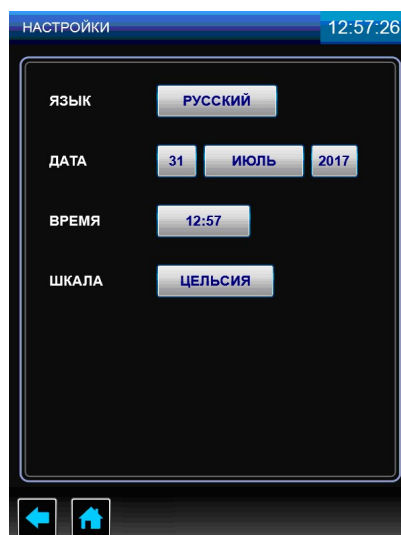 НАСТРОЙКИ 12:57:26
ЯЗЫК РУССКИЙ
ДАТА 31 ИЮЛЬ 2017
ВРЕМЯ 12:57
ШКАЛА ЦЕЛЬСИЯ